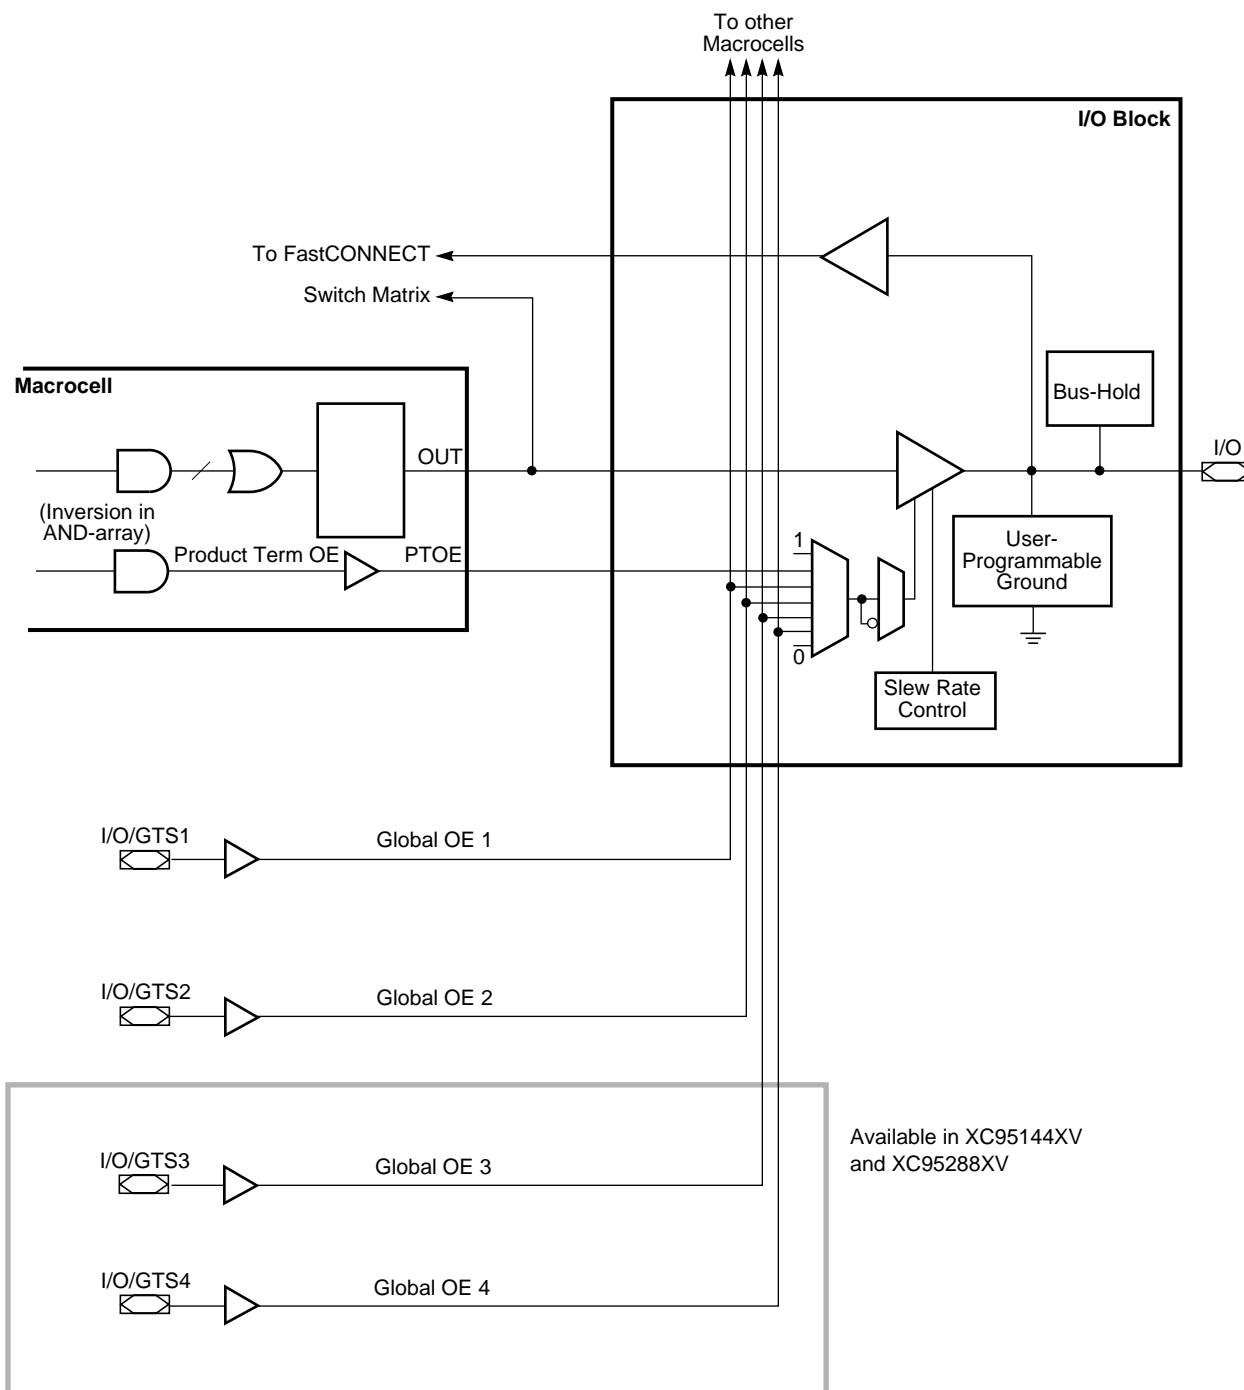 To other
Macrocells
I/O Block
To FastCONNECT
Switch Matrix
Macrocell
Bus-Hold
OUT
I/O
(Inversion in
AND-array)
Product Term OE
PTOE
1
User-
Programmable
Ground
0
Slew Rate
Control
I/O/GTS1
Global OE 1
I/O/GTS2
Global OE 2
I/O/GTS3
Global OE 3
Available in XC95144XV
and XC95288XV
I/O/GTS4
Global OE 4